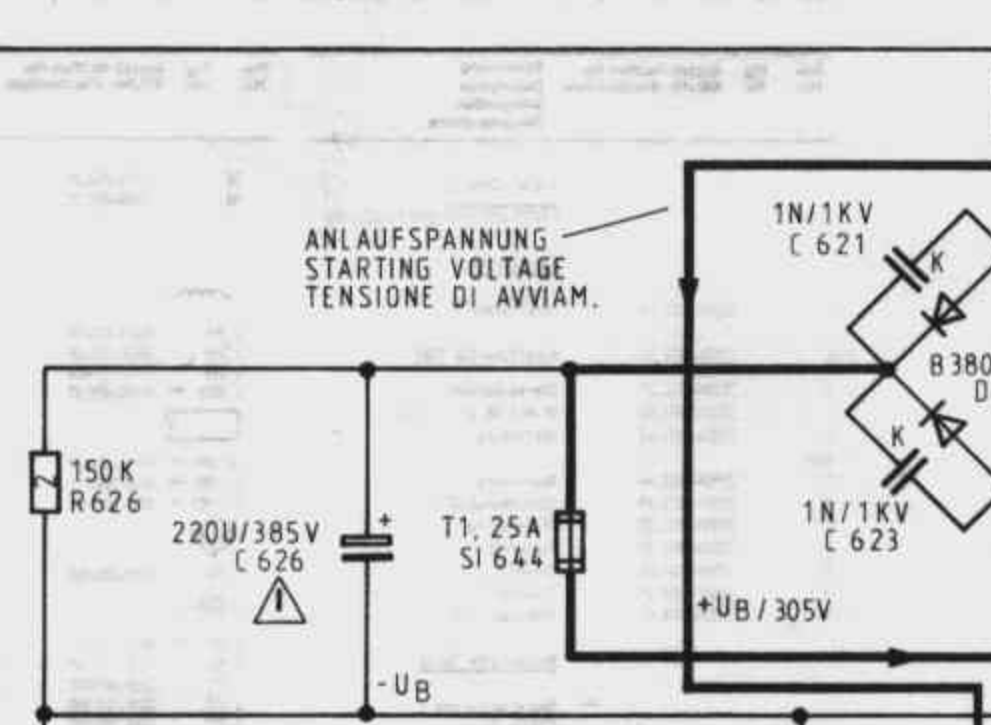 ANLAUFSPANNUNG
STARTING VOLTAGE
TENSIONE DI AVVIAM.
1N/1KV
C 621
K
B380
D
150K
R626
Z
220U/385V
C 626
+
T1,25A
SI 644
K
1N/1KV
C 623
+UB/305V
-UB